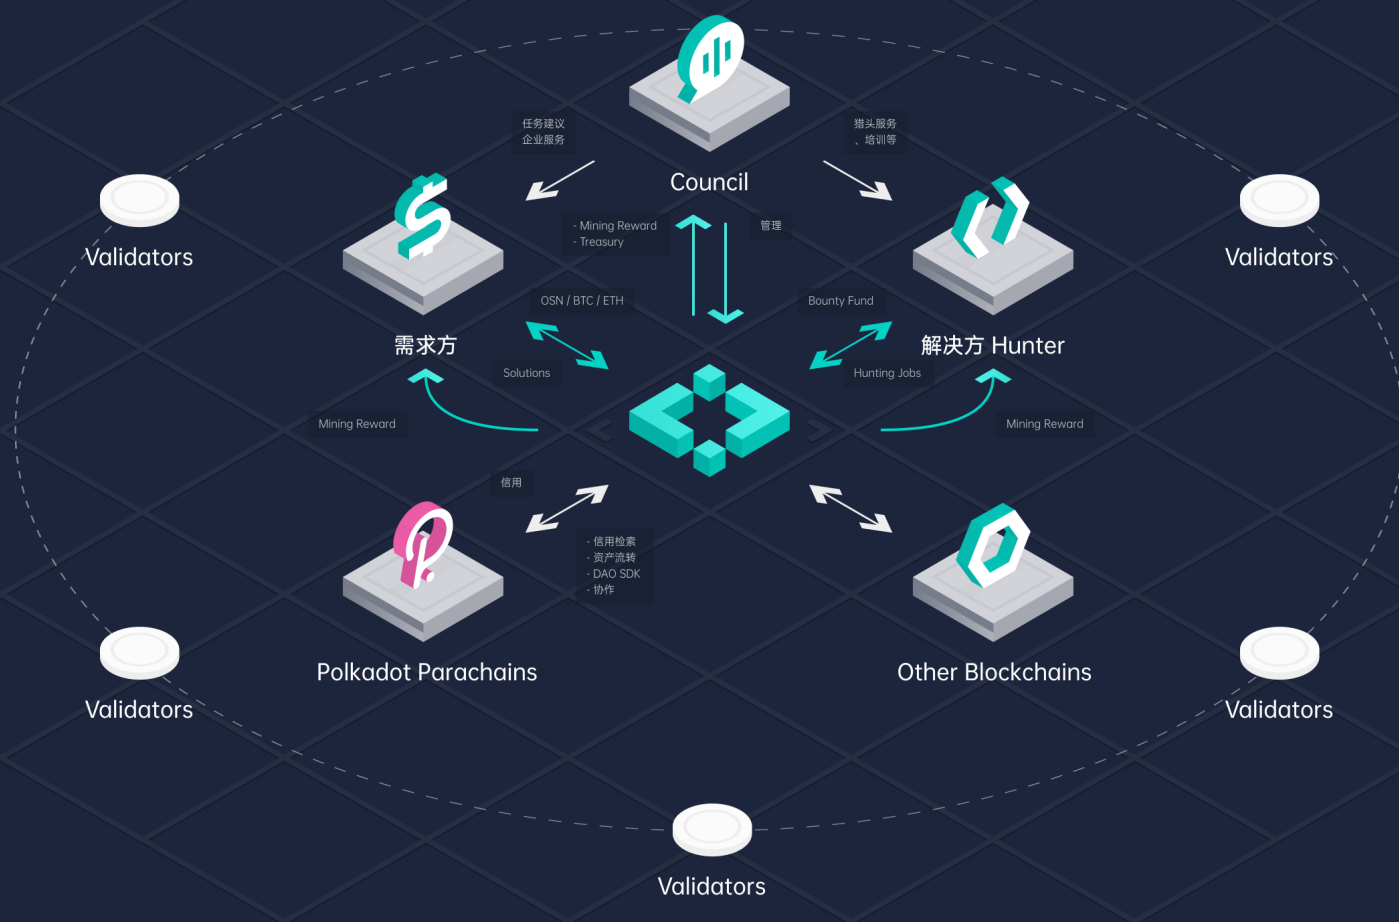 任务建议
企业服务
猎头服务
、培训等
Council
Validators
Validators
- Mining Reward
- Treasury
管理
OSN / BTC / ETH
Bounty Fund
需求方
解决方 Hunter
Solutions
Hunting Jobs
Mining Reward
Mining Reward
信用
- 信用检索
- 资产流转
- DAO SDK
- 协作
Polkadot Parachains
Other Blockchains
Validators
Validators
Validators